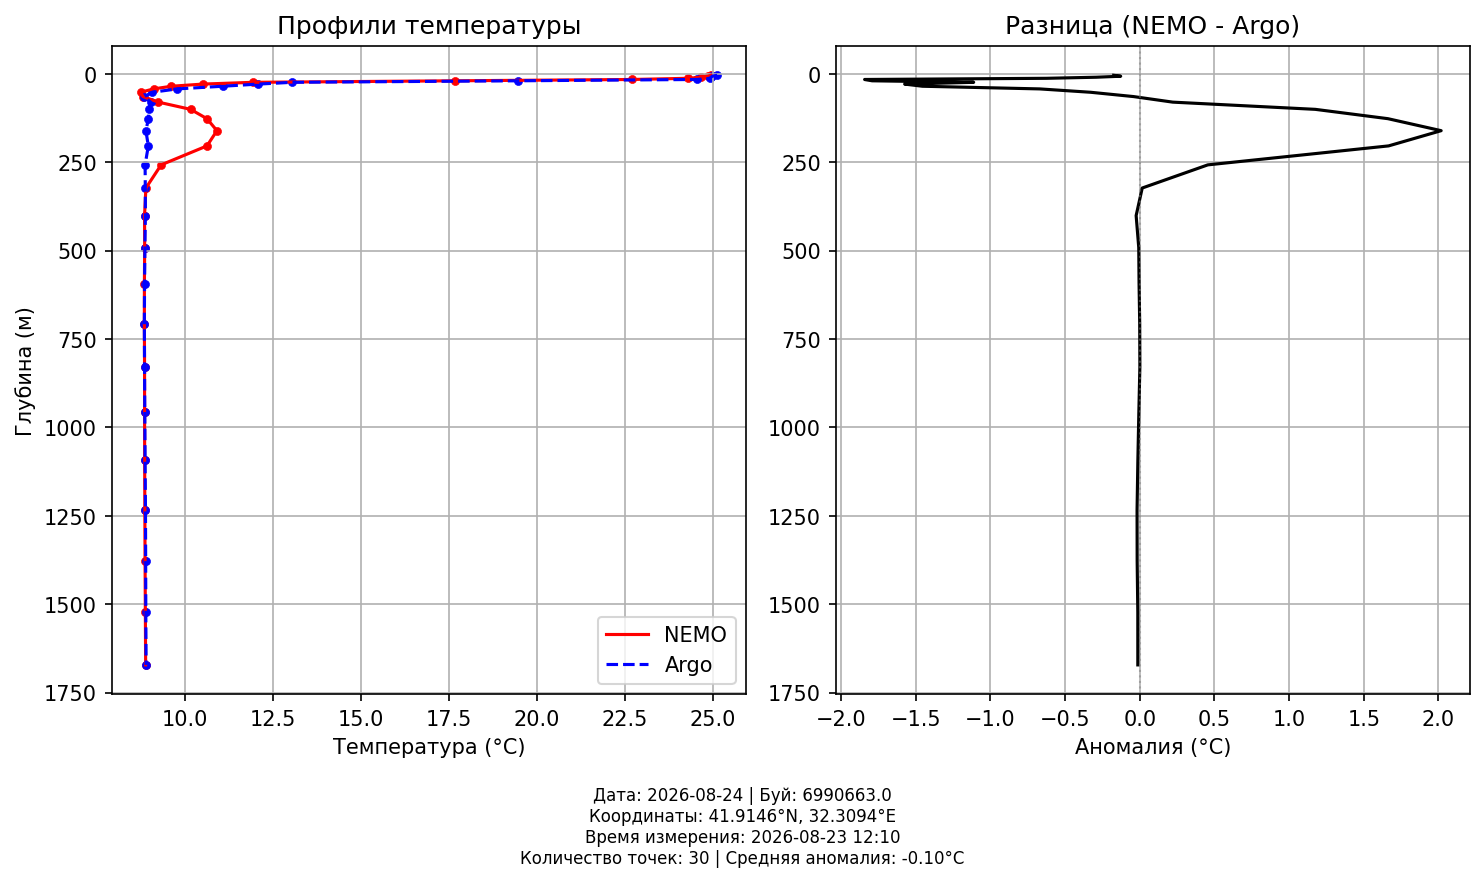 Профили температуры
Разница (NEMO - Argo)
Глубина (м)
0
250
500
750
1000
1250
1500
1750
10.0 12.5 15.0 17.5 20.0 22.5 25.0
Температура (°C)
NEMO
Argo
0
250
500
750
1000
1250
1500
1750
−2.0 −1.5 −1.0 −0.5 0.0 0.5 1.0 1.5 2.0
Аномалия (°C)
Дата: 2026-08-24 | Буй: 6990663.0
Координаты: 41.9146°N, 32.3094°E
Время измерения: 2026-08-23 12:10
Количество точек: 30 | Средняя аномалия: -0.10°C